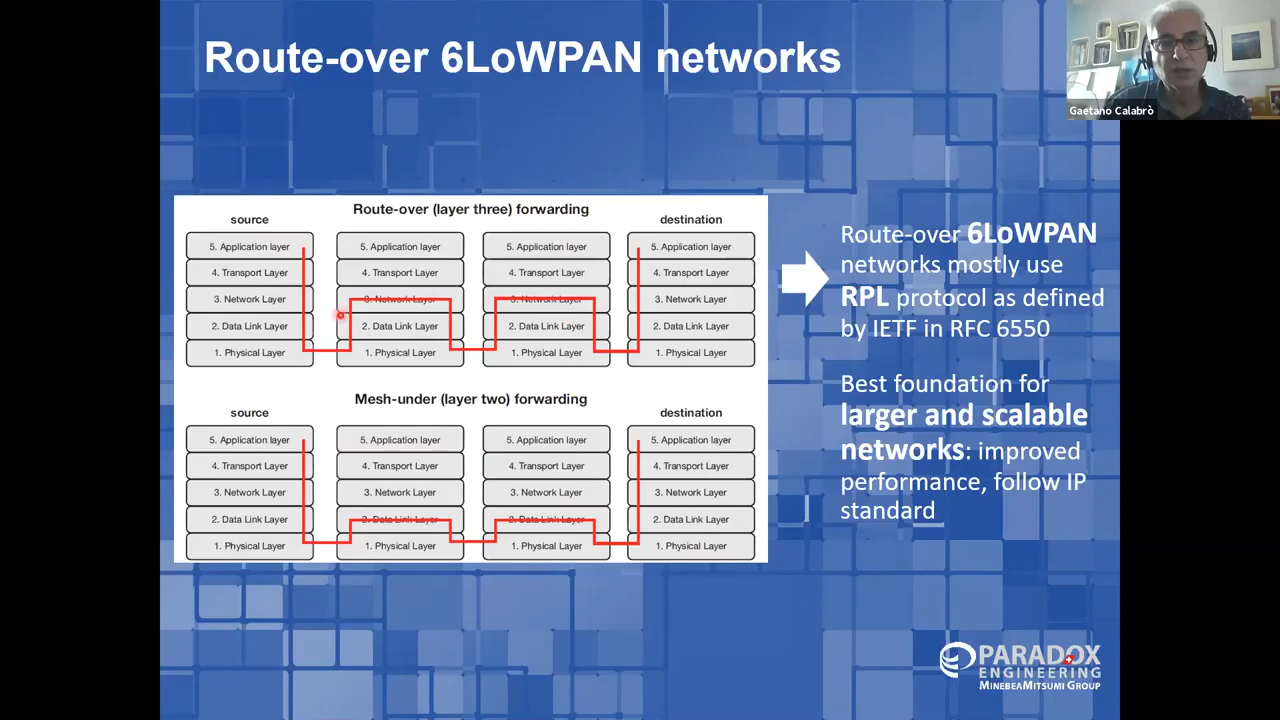 Route-over 6LoWPAN networks
Gaetano Calabrò
Route-over (layer three) forwarding
source
destination
5. Application layer
5. Application layer
5. Application layer
5. Application layer
4. Transport Layer
4. Transport Layer
4. Transport Layer
4. Transport Layer
3. Network Layer
3. Network Layer
3. Network Layer
3. Network Layer
2. Data Link Layer
2. Data Link Layer
2. Data Link Layer
2. Data Link Layer
1. Physical Layer
1. Physical Layer
1. Physical Layer
1. Physical Layer
Mesh-under (layer two) forwarding
source
destination
5. Application layer
5. Application layer
5. Application layer
5. Application layer
4. Transport Layer
4. Transport Layer
4. Transport Layer
4. Transport Layer
3. Network Layer
3. Network Layer
3. Network Layer
3. Network Layer
2. Data Link Layer
2. Data Link Layer
2. Data Link Layer
2. Data Link Layer
1. Physical Layer
1. Physical Layer
1. Physical Layer
1. Physical Layer
Route-over 6LoWPAN
networks mostly use
RPL protocol as defined
by IETF in RFC 6550
Best foundation for
larger and scalable
networks: improved
performance, follow IP
standard
PARADOX
ENGINEERING
MINEBEAMITSUMI GROUP